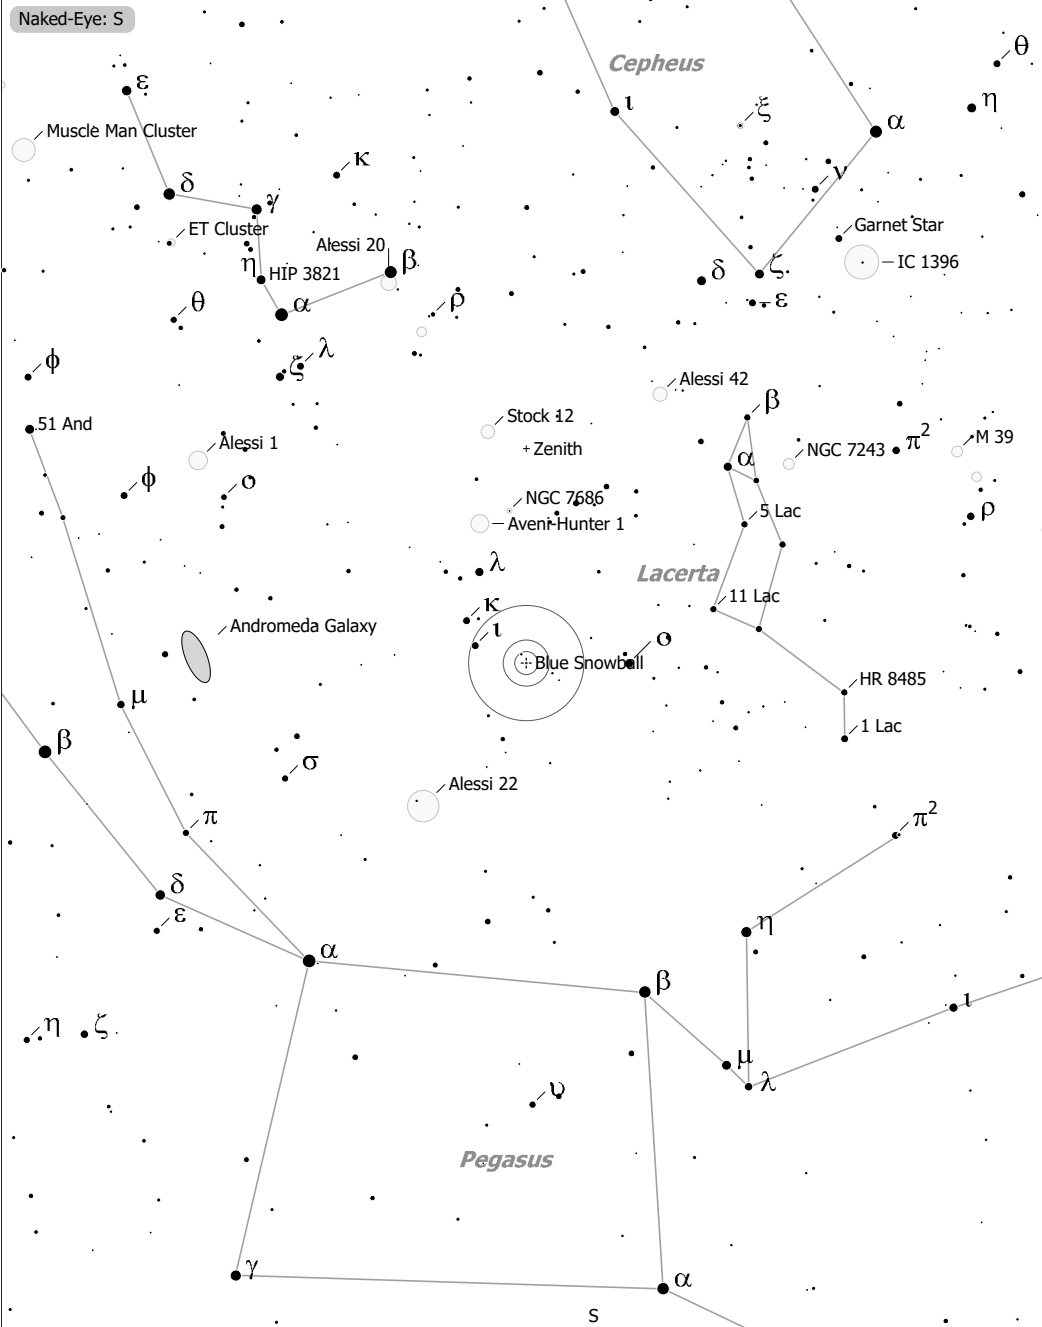 Naked-Eye: S
θ
Cepheus
ε
η
ι
ξ
α
Muscle Man Cluster
κ
ν
δ
γ
ET Cluster
Garnet Star
Alessi 20
β
IC 1396
η
HIP 3821
δ
ζ
θ
α
ρ
ε
λ
ξ
φ
Alessi 42
β
Stock 12
51 And
Alessi 1
Zenith
NGC 7243
π²
M 39
α
φ
ο
NGC 7686
5 Lac
ρ
Aveni-Hunter 1
λ
Lacerta
11 Lac
κ
Andromeda Galaxy
ι
ο
Blue Snowball
HR 8485
μ
1 Lac
β
σ
Alessi 22
π
π²
δ
ε
η
α
β
ι
η
ζ
μ
λ
υ
Pegasus
γ
α
S